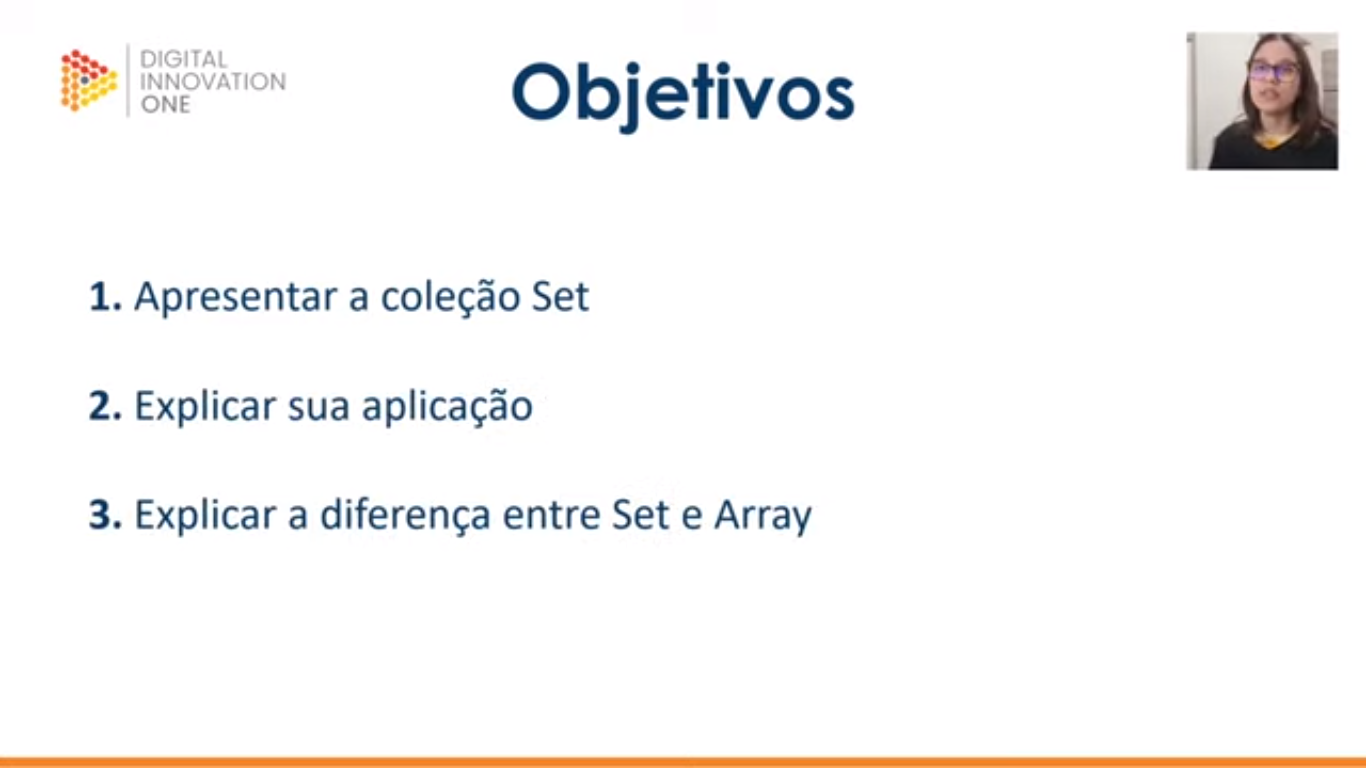 DIGITAL
INNOVATION
ONE
Objetivos
1. Apresentar a coleção Set
2. Explicar sua aplicação
3. Explicar a diferença entre Set e Array